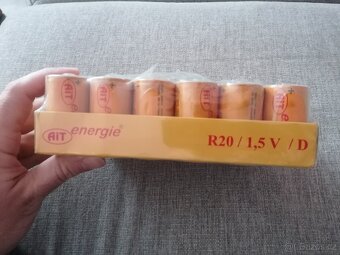 AiT energie®
R20 / 1,5 V / D